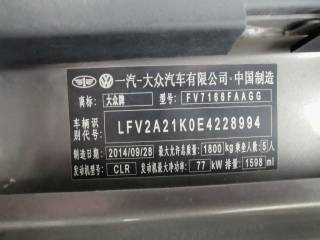 一汽-大众汽车有限公司·中国制造
商标: 大众牌 型号: FV7166FAAGG
车辆识别代号: LFV2A21K0E4228994
制造日期: 2014/09/28 最大允许总质量: 1800 kg 乘坐人数: 5人
发动机型号: CLR 发动机最大净功率: 77 kW 排量: 1598 ml